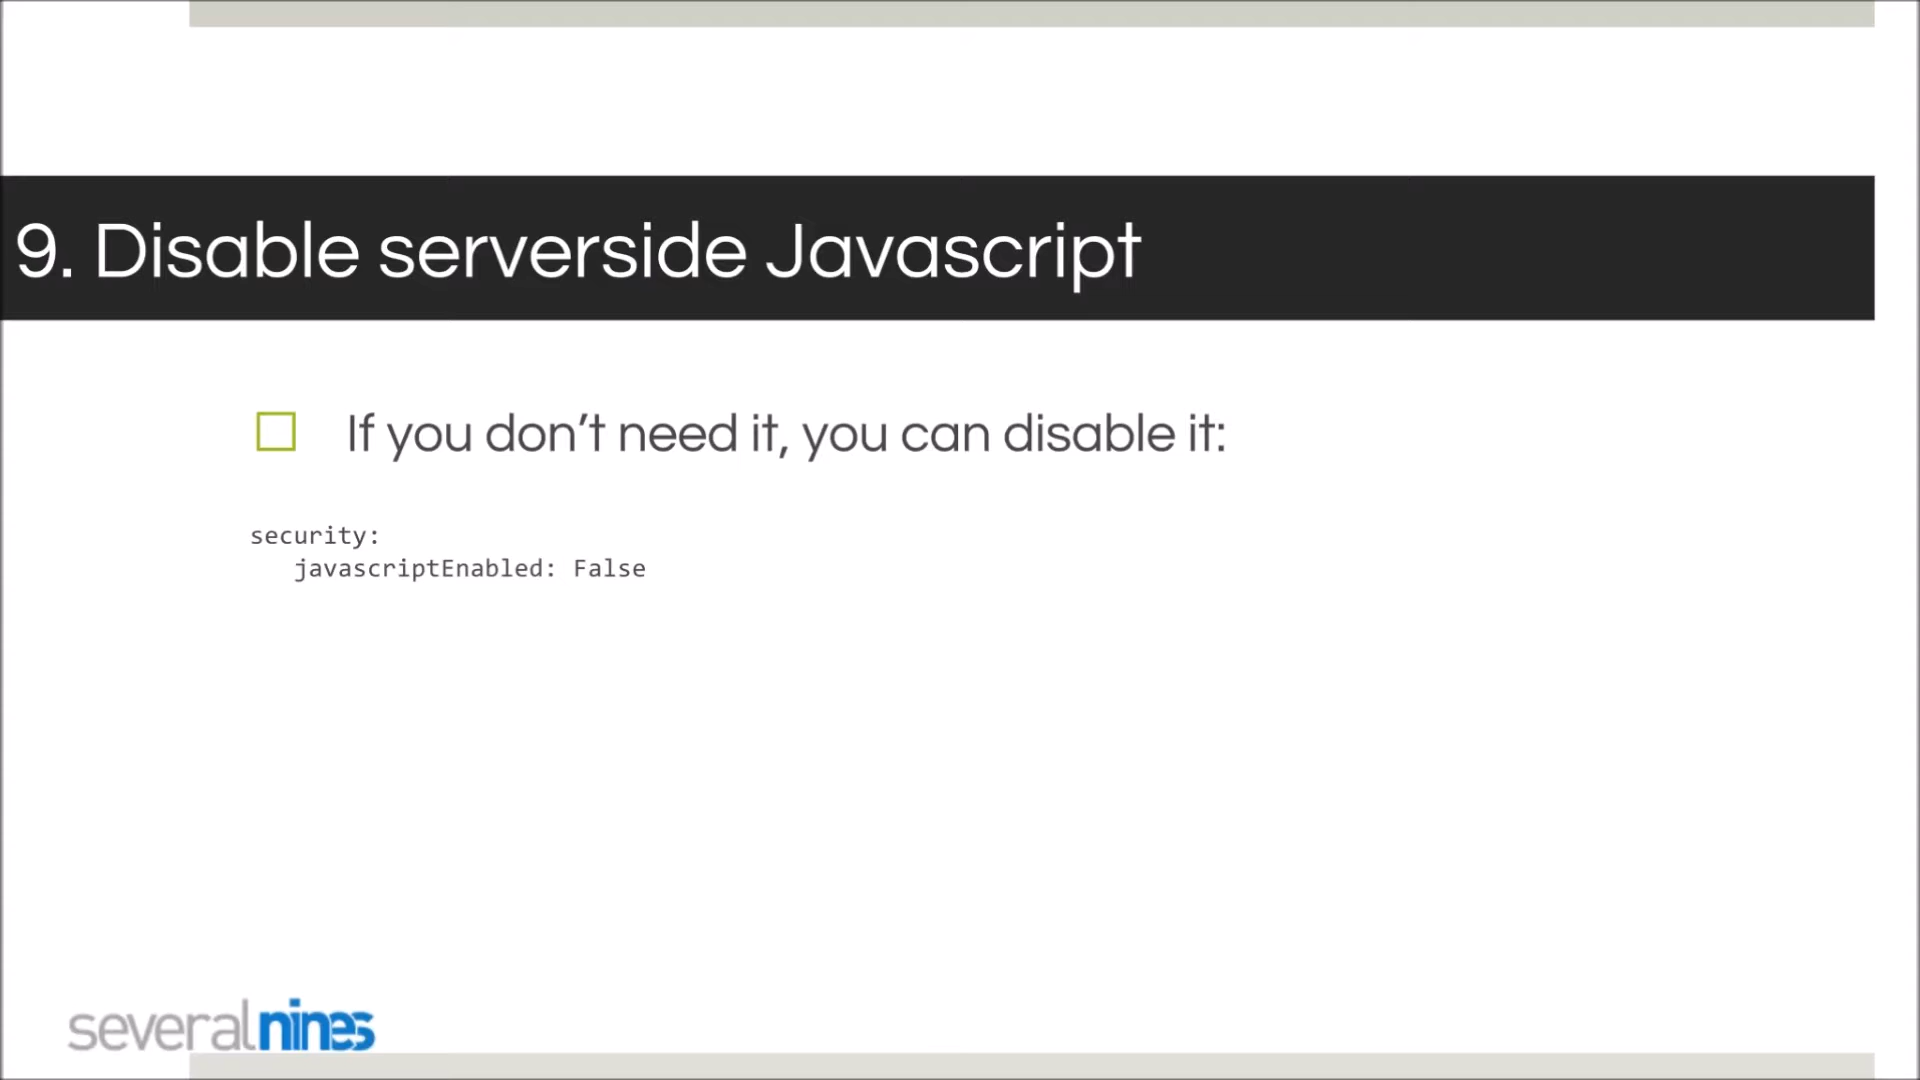 9. Disable serverside Javascript
If you don’t need it, you can disable it:
security:
   javascriptEnabled: False
severalnines